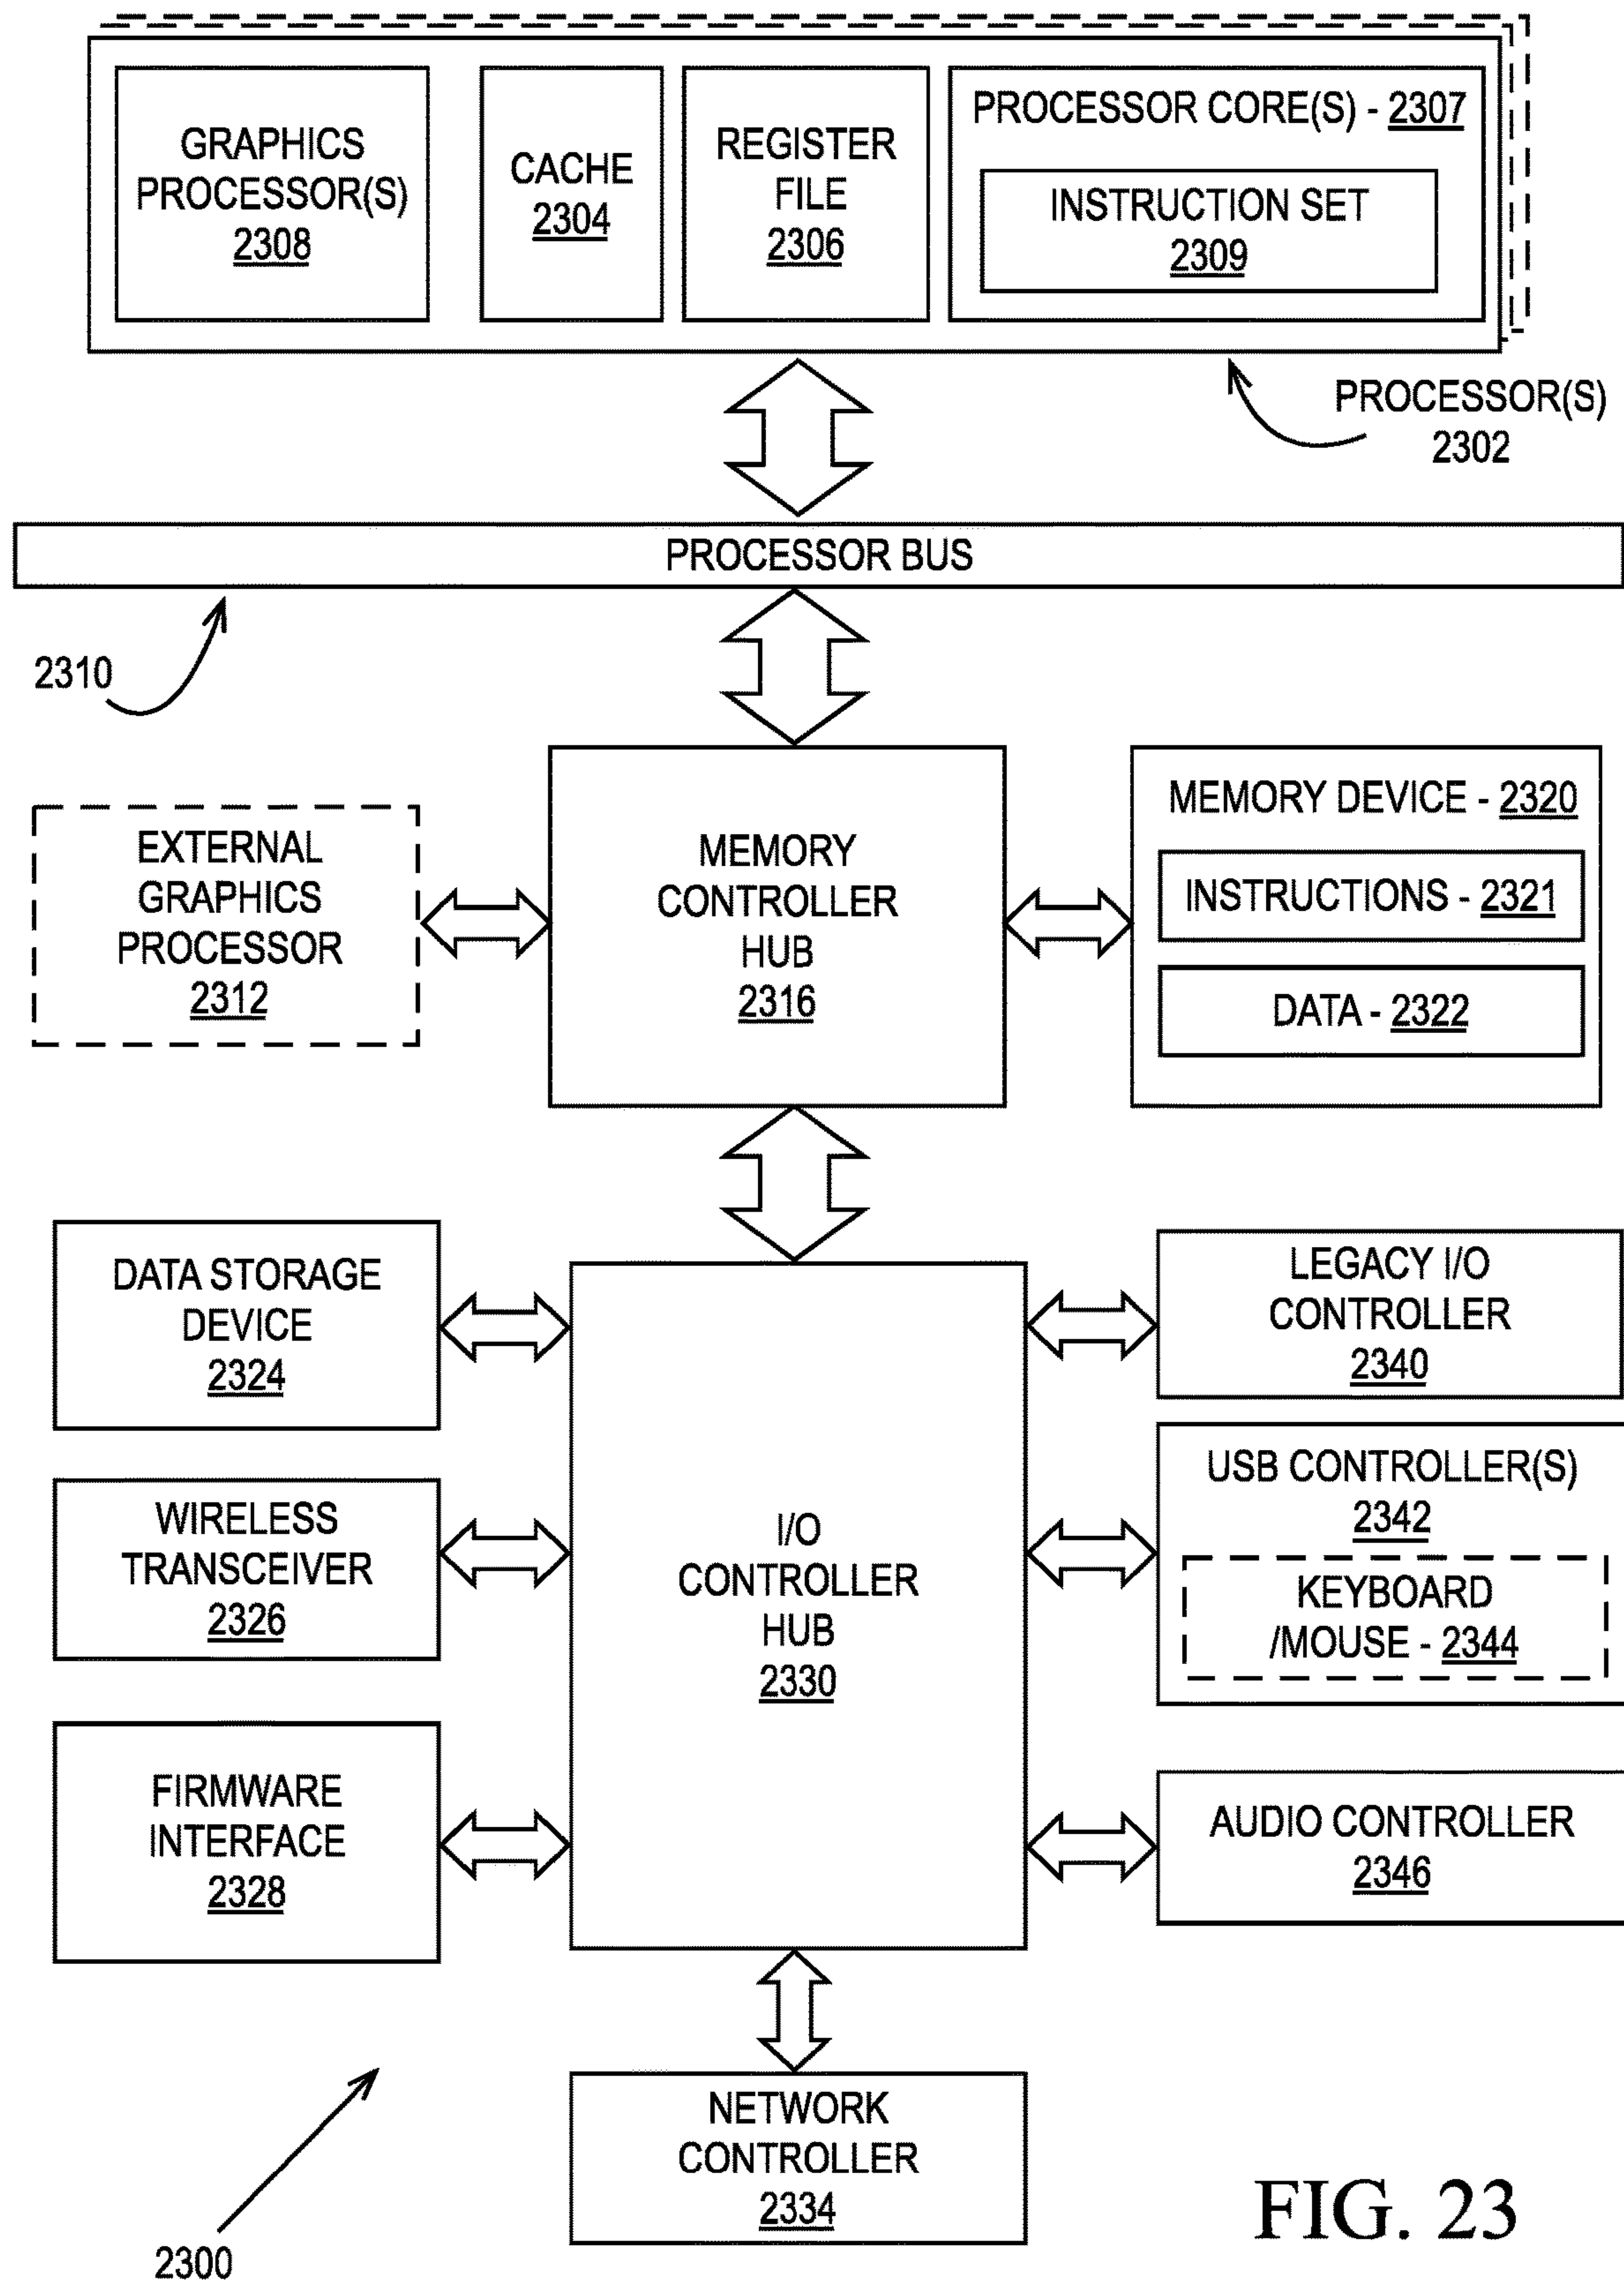 GRAPHICS
PROCESSOR(S)
2308
CACHE
2304
REGISTER
FILE
2306
PROCESSOR CORE(S) - 2307
INSTRUCTION SET
2309
PROCESSOR(S)
2302
PROCESSOR BUS
2310
EXTERNAL
GRAPHICS
PROCESSOR
2312
MEMORY
CONTROLLER
HUB
2316
MEMORY DEVICE - 2320
INSTRUCTIONS - 2321
DATA - 2322
DATA STORAGE
DEVICE
2324
WIRELESS
TRANSCEIVER
2326
FIRMWARE
INTERFACE
2328
I/O
CONTROLLER
HUB
2330
LEGACY I/O
CONTROLLER
2340
USB CONTROLLER(S)
2342
KEYBOARD
/MOUSE - 2344
AUDIO CONTROLLER
2346
NETWORK
CONTROLLER
2334
2300
FIG. 23